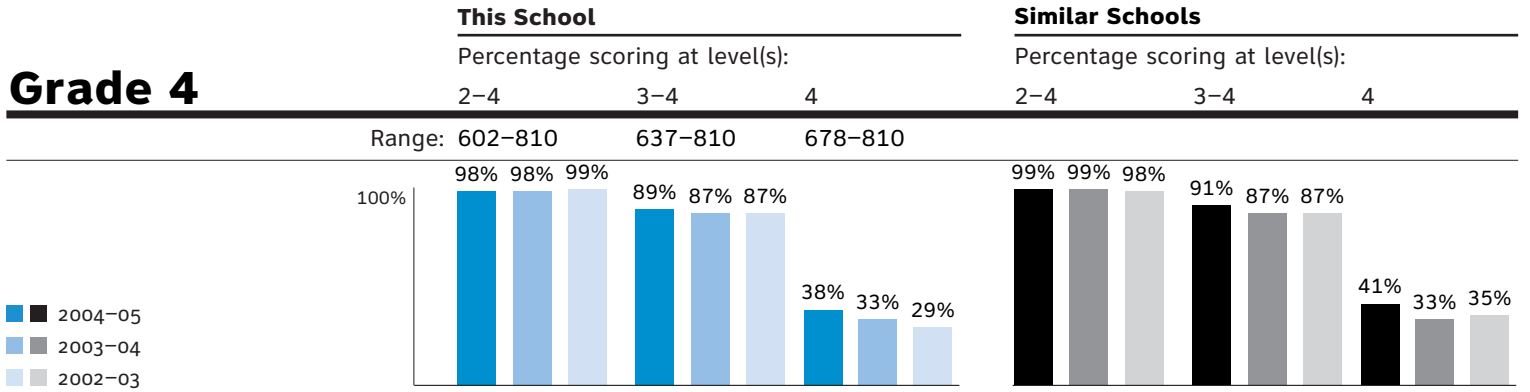 This School Similar Schools
Percentage scoring at level(s): Percentage scoring at level(s):
Grade 4
2–4 3–4 4 2–4 3–4 4
Range: 602–810 637–810 678–810
98% 98% 99% 89% 87% 87% 38% 33% 29% 99% 99% 98% 91% 87% 87% 41% 33% 35%
100%
2004–05
2003–04
2002–03